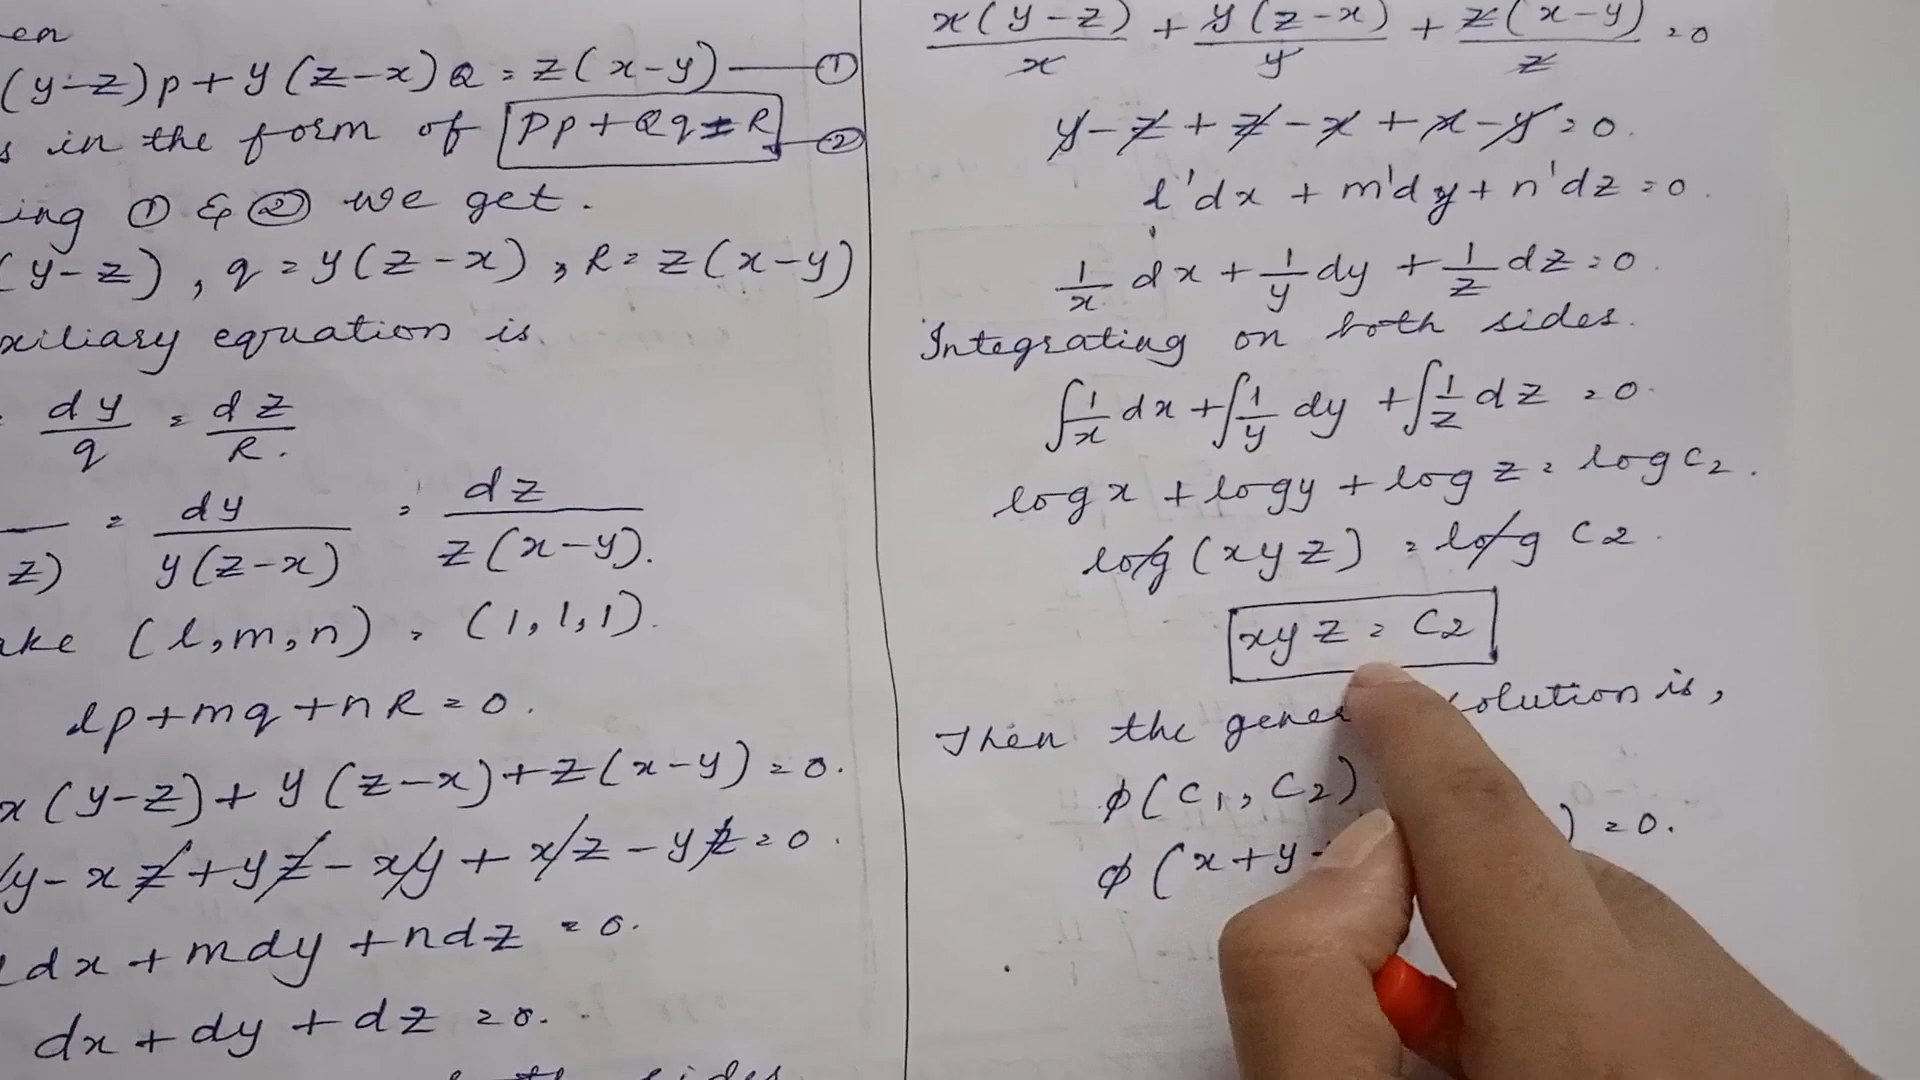 en
(y-z)p + y(z-x)Q = z(x-y) — ①
s in the form of Pp + Qq = R — ②
ing ① & ② we get.
(y-z), q = y(z-x), R = z(x-y)
xiliary equation is
dy/q = dz/R.
z) = dy/y(z-x) = dz/z(x-y).
ake (l,m,n) = (1,1,1).
lp+mq+nR = 0.
x(y-z)+y(z-x)+z(x-y) = 0.
y-xz+yz-xy+xz-yz = 0.
dx+mdy+ndz = 0.
dx+dy+dz = 0.
sides
x(y-z)/x + y(z-x)/y + z(x-y)/z = 0
y-z+z-x+x-y = 0.
l'dx + m'dy + n'dz = 0.
1/x dx + 1/y dy + 1/z dz = 0.
Integrating on both sides.
∫1/x dx + ∫1/y dy + ∫1/z dz = 0.
log x + log y + log z = log C2.
log (xyz) = log C2.
xyz = C2
Then the gene solution is,
ϕ(C1, C2)
ϕ(x+y ) = 0.